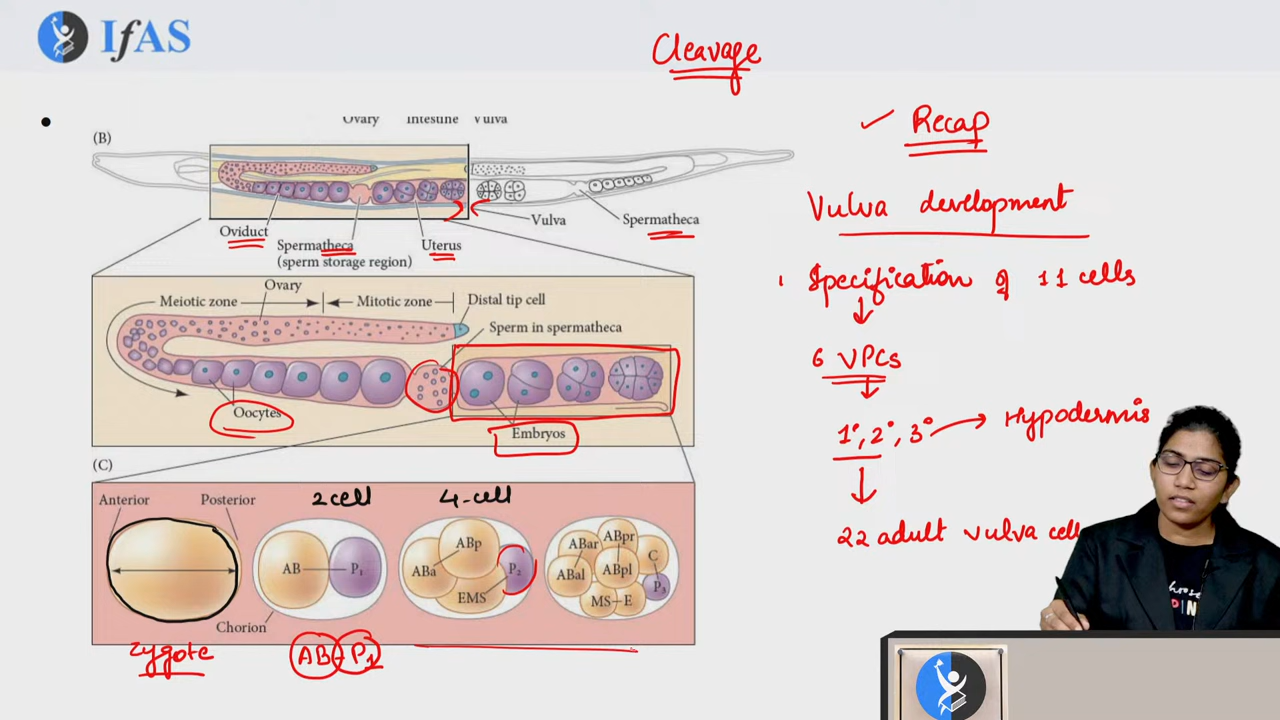 IfAS
Cleavage
✓ Recap
Vulva development
Specification of 11 cells
6 VPCs
1°, 2°, 3° → Hypodermis
22 adult vulva cell
(B)
Ovary Intestine Vulva
Oviduct
Spermatheca
(sperm storage region)
Uterus
Vulva
Spermatheca
Ovary
Meiotic zone
Mitotic zone
Distal tip cell
Sperm in spermatheca
Oocytes
Embryos
(C)
Anterior
Posterior
2 cell
4-cell
AB
P₁
Chorion
ABp
ABa
P₂
EMS
ABar
ABpr
ABal
ABpl
C
P₃
MS–E
Zygote
AB P₁